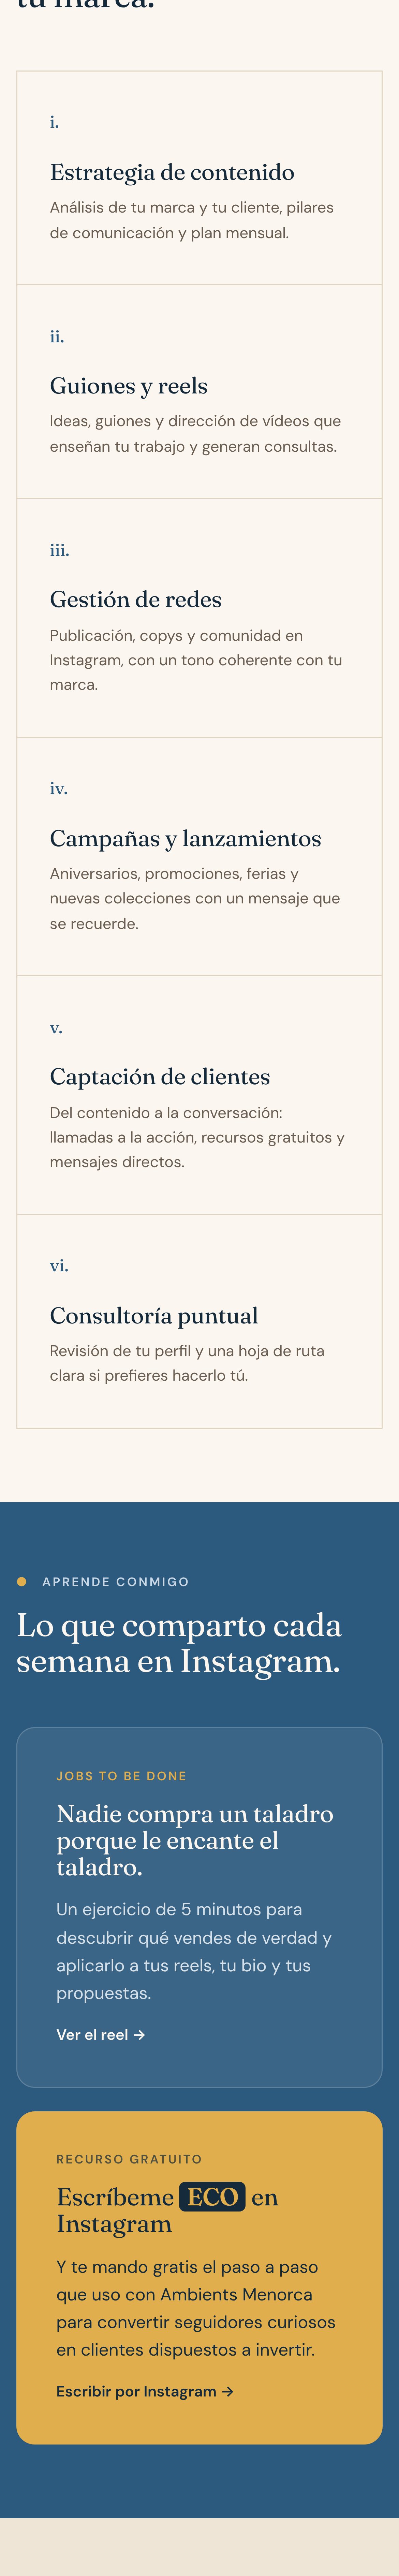 tu marca.
i.
Estrategia de contenido
Análisis de tu marca y tu cliente, pilares
de comunicación y plan mensual.
ii.
Guiones y reels
Ideas, guiones y dirección de vídeos que
enseñan tu trabajo y generan consultas.
iii.
Gestión de redes
Publicación, copys y comunidad en
Instagram, con un tono coherente con tu
marca.
iv.
Campañas y lanzamientos
Aniversarios, promociones, ferias y
nuevas colecciones con un mensaje que
se recuerde.
v.
Captación de clientes
Del contenido a la conversación:
llamadas a la acción, recursos gratuitos y
mensajes directos.
vi.
Consultoría puntual
Revisión de tu perfil y una hoja de ruta
clara si prefieres hacerlo tú.
APRENDE CONMIGO
Lo que comparto cada
semana en Instagram.
JOBS TO BE DONE
Nadie compra un taladro
porque le encante el
taladro.
Un ejercicio de 5 minutos para
descubrir qué vendes de verdad y
aplicarlo a tus reels, tu bio y tus
propuestas.
Ver el reel →
RECURSO GRATUITO
Escríbeme ECO en
Instagram
Y te mando gratis el paso a paso
que uso con Ambients Menorca
para convertir seguidores curiosos
en clientes dispuestos a invertir.
Escribir por Instagram →